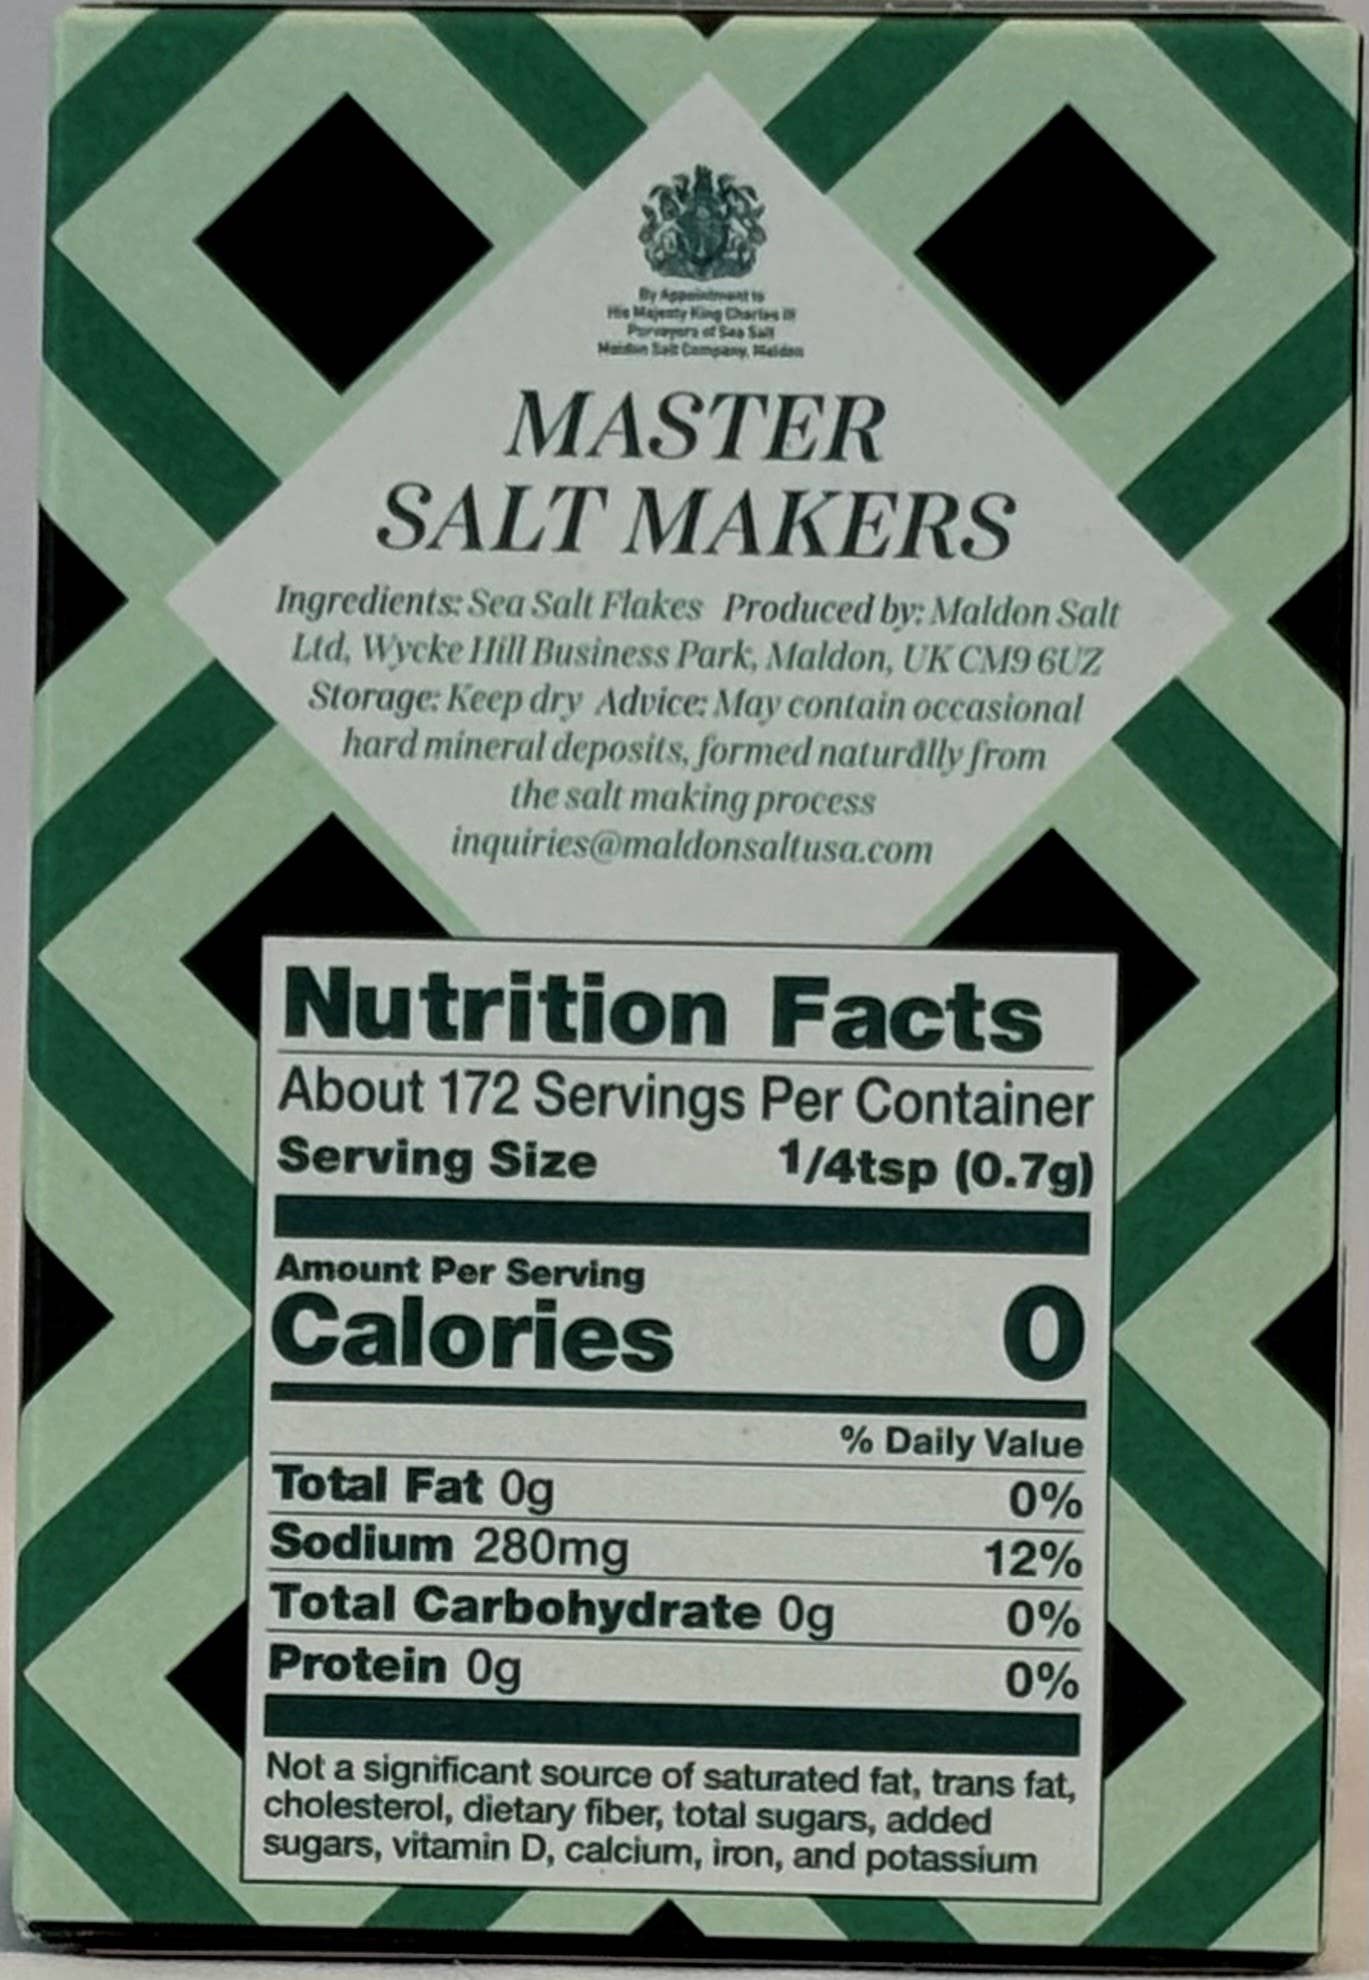 By Appointment to
His Majesty King Charles III
Purveyors of Sea Salt
Maldon Salt Company, Maldon
MASTER
SALT MAKERS
Ingredients: Sea Salt Flakes Produced by: Maldon Salt
Ltd, Wycke Hill Business Park, Maldon, UK CM9 6UZ
Storage: Keep dry Advice: May contain occasional
hard mineral deposits, formed naturally from
the salt making process
inquiries@maldonsaltusa.com
Nutrition Facts
About 172 Servings Per Container
Serving Size 1/4tsp (0.7g)
Amount Per Serving
Calories 0
% Daily Value
Total Fat 0g 0%
Sodium 280mg 12%
Total Carbohydrate 0g 0%
Protein 0g 0%
Not a significant source of saturated fat, trans fat,
cholesterol, dietary fiber, total sugars, added
sugars, vitamin D, calcium, iron, and potassium